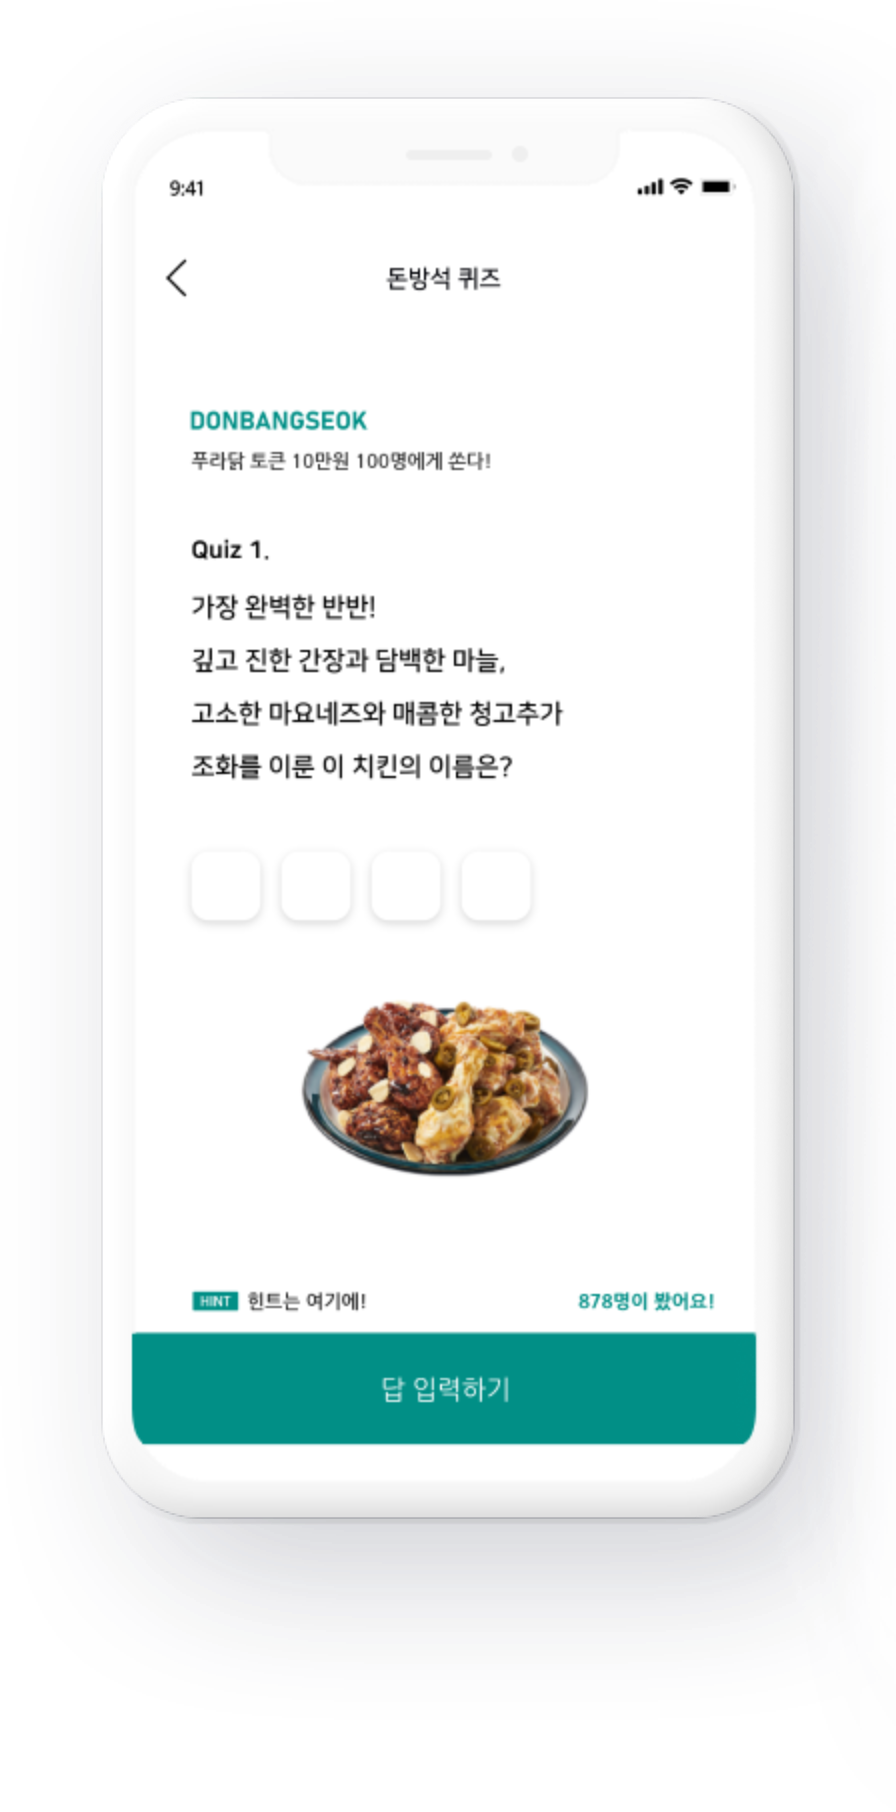 9:41
돈방석 퀴즈
DONBANGSEOK
푸라닭 토큰 10만원 100명에게 쏜다!
Quiz 1.
가장 완벽한 반반!
깊고 진한 간장과 담백한 마늘,
고소한 마요네즈와 매콤한 청고추가
조화를 이룬 이 치킨의 이름은?
HINT 힌트는 여기에!
878명이 봤어요!
답 입력하기